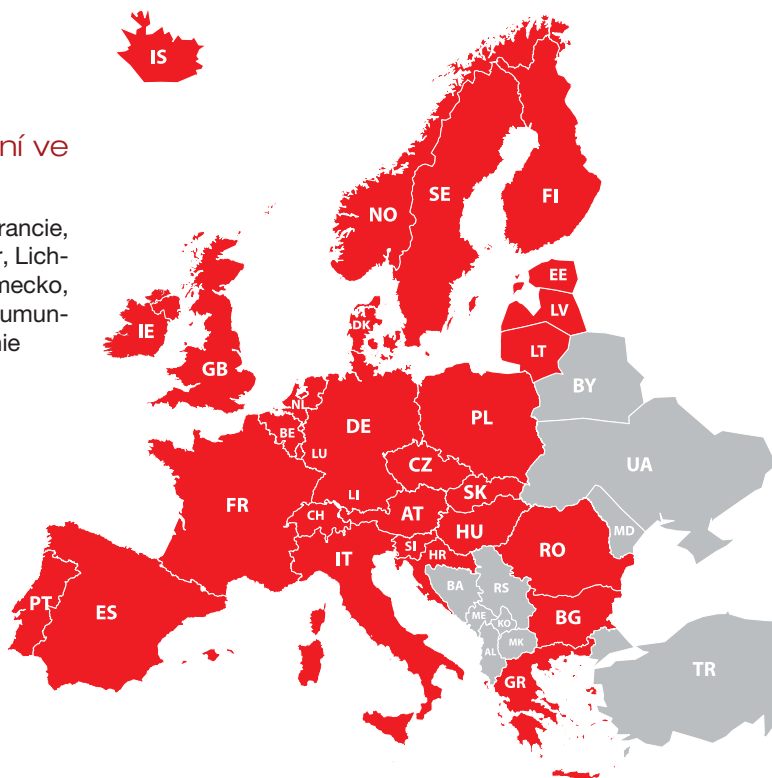 ní ve
rancie,
r, Lich-
mecko,
umun-
nie
IS
NO
SE
FI
EE
LV
LT
DK
IE
GB
BY
NL
BE
DE
PL
LU
UA
CZ
FR
LI
SK
CH
AT
HU
MD
RO
SI
HR
IT
BA
RS
PT
ES
ME
KO
BG
MK
AL
TR
GR